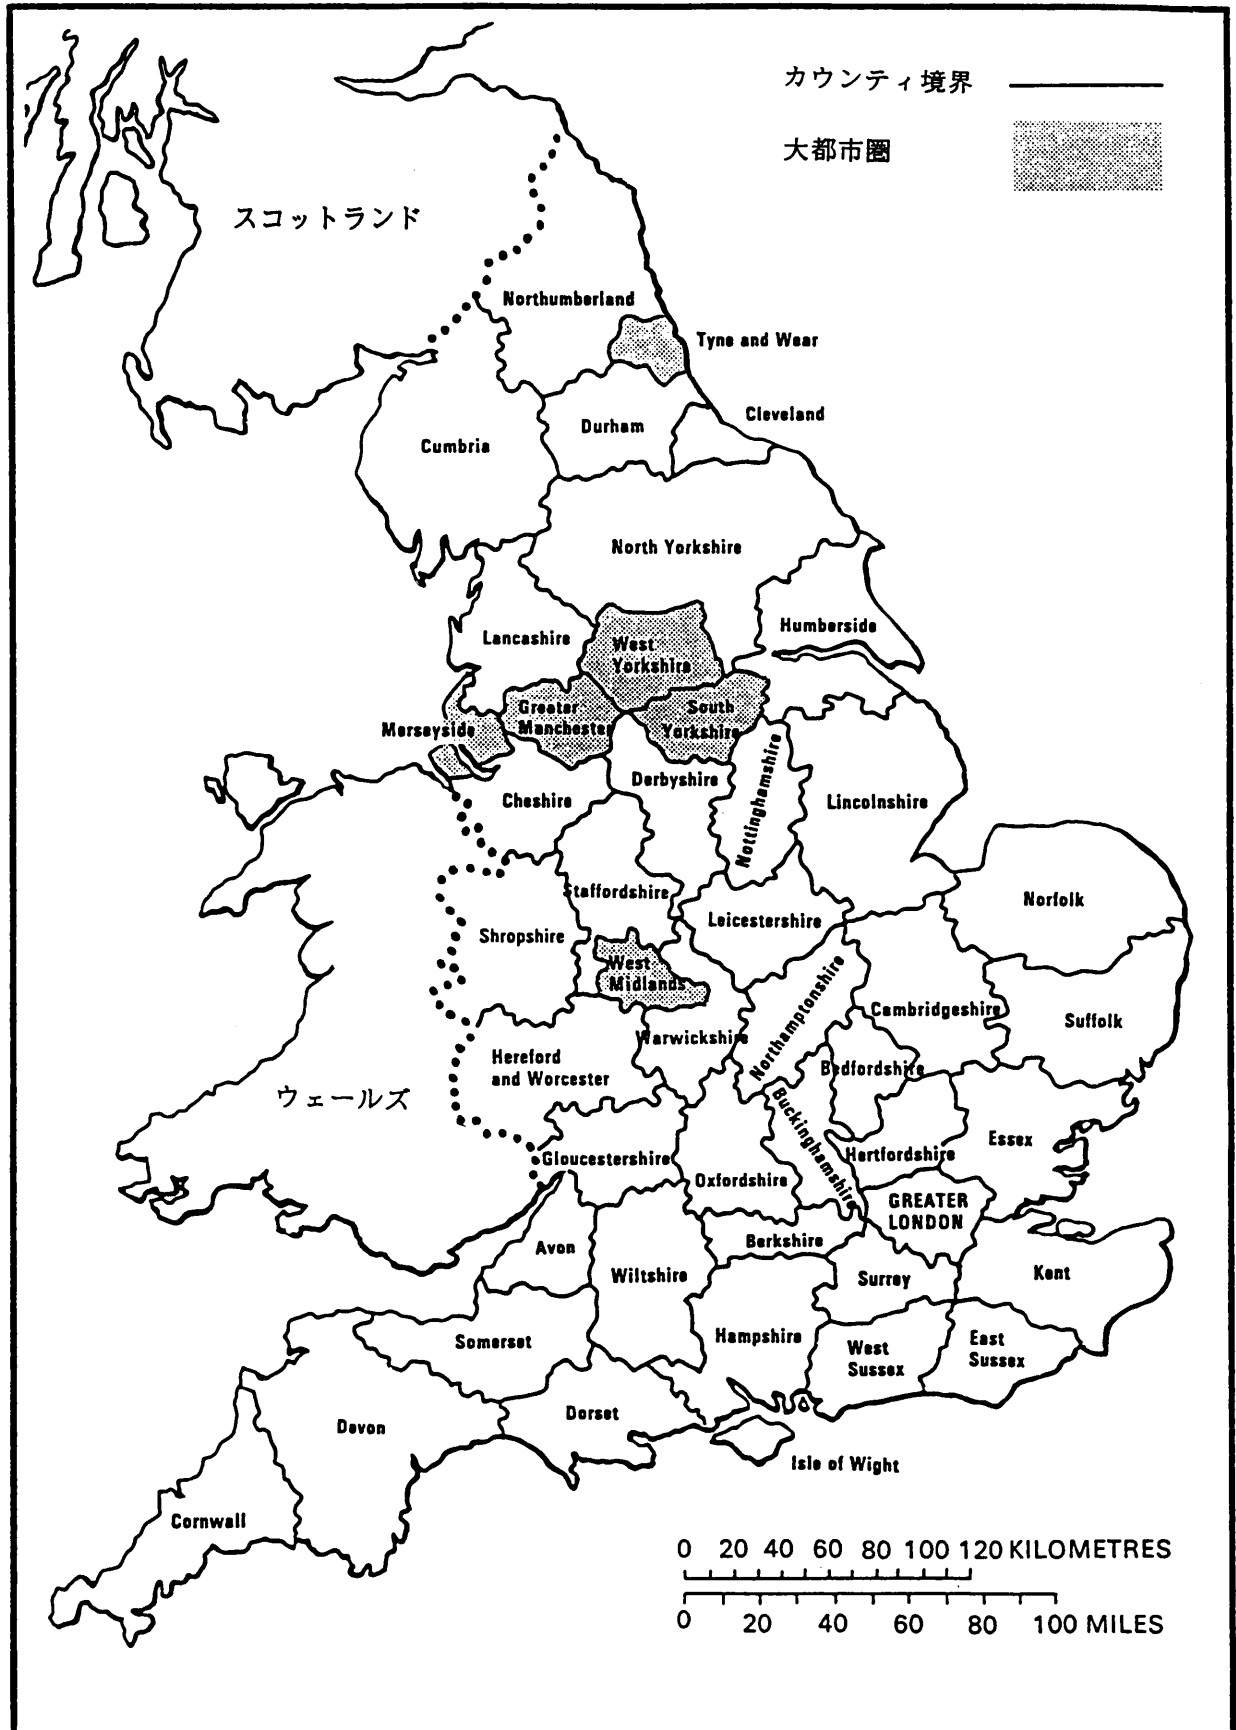 カウンティ境界
大都市圏
スコットランド
Northumberland
Tyne and Wear
Cleveland
Durham
Cumbria
North Yorkshire
Humberside
Lancashire
West
Yorkshire
Greater
Manchester
South
Yorkshire
Merseyside
Derbyshire
Nottinghamshire
Cheshire
Lincolnshire
Staffordshire
Norfolk
Leicestershire
Shropshire
West
Midlands
Northamptonshire
Cambridgeshire
Suffolk
Warwickshire
Hereford
and Worcester
Bedfordshire
ウェールズ
Buckinghamshire
Essex
Hertfordshire
Gloucestershire
Oxfordshire
GREATER
LONDON
Berkshire
Avon
Wiltshire
Surrey
Kent
Hampshire
Somerset
West
Sussex
East
Sussex
Dorset
Devon
Isle of Wight
Cornwall
0 20 40 60 80 100 120 KILOMETRES
0 20 40 60 80 100 MILES